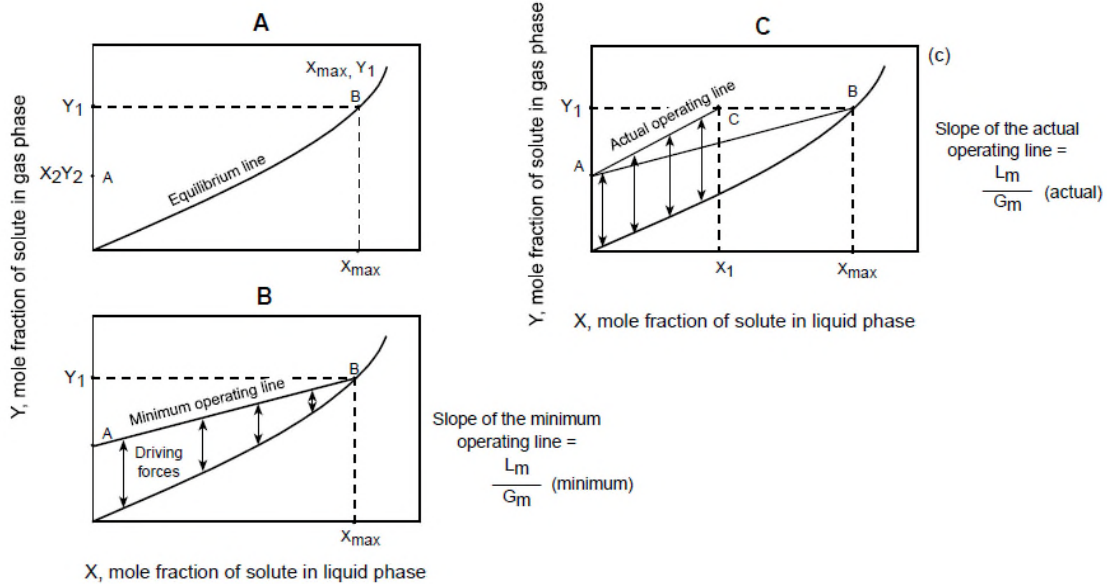 A
Y, mole fraction of solute in gas phase
Xmax, Y1
B
Y1
X2Y2
A
Equilibrium line
Xmax
B
Y1
B
Minimum operating line
A
Driving
forces
Xmax
X, mole fraction of solute in liquid phase
Slope of the minimum
operating line =
Lm
Gm
(minimum)
C
(c)
Y, mole fraction of solute in gas phase
B
Y1
Actual operating line
C
A
X1
Xmax
X, mole fraction of solute in liquid phase
Slope of the actual
operating line =
Lm
Gm
(actual)